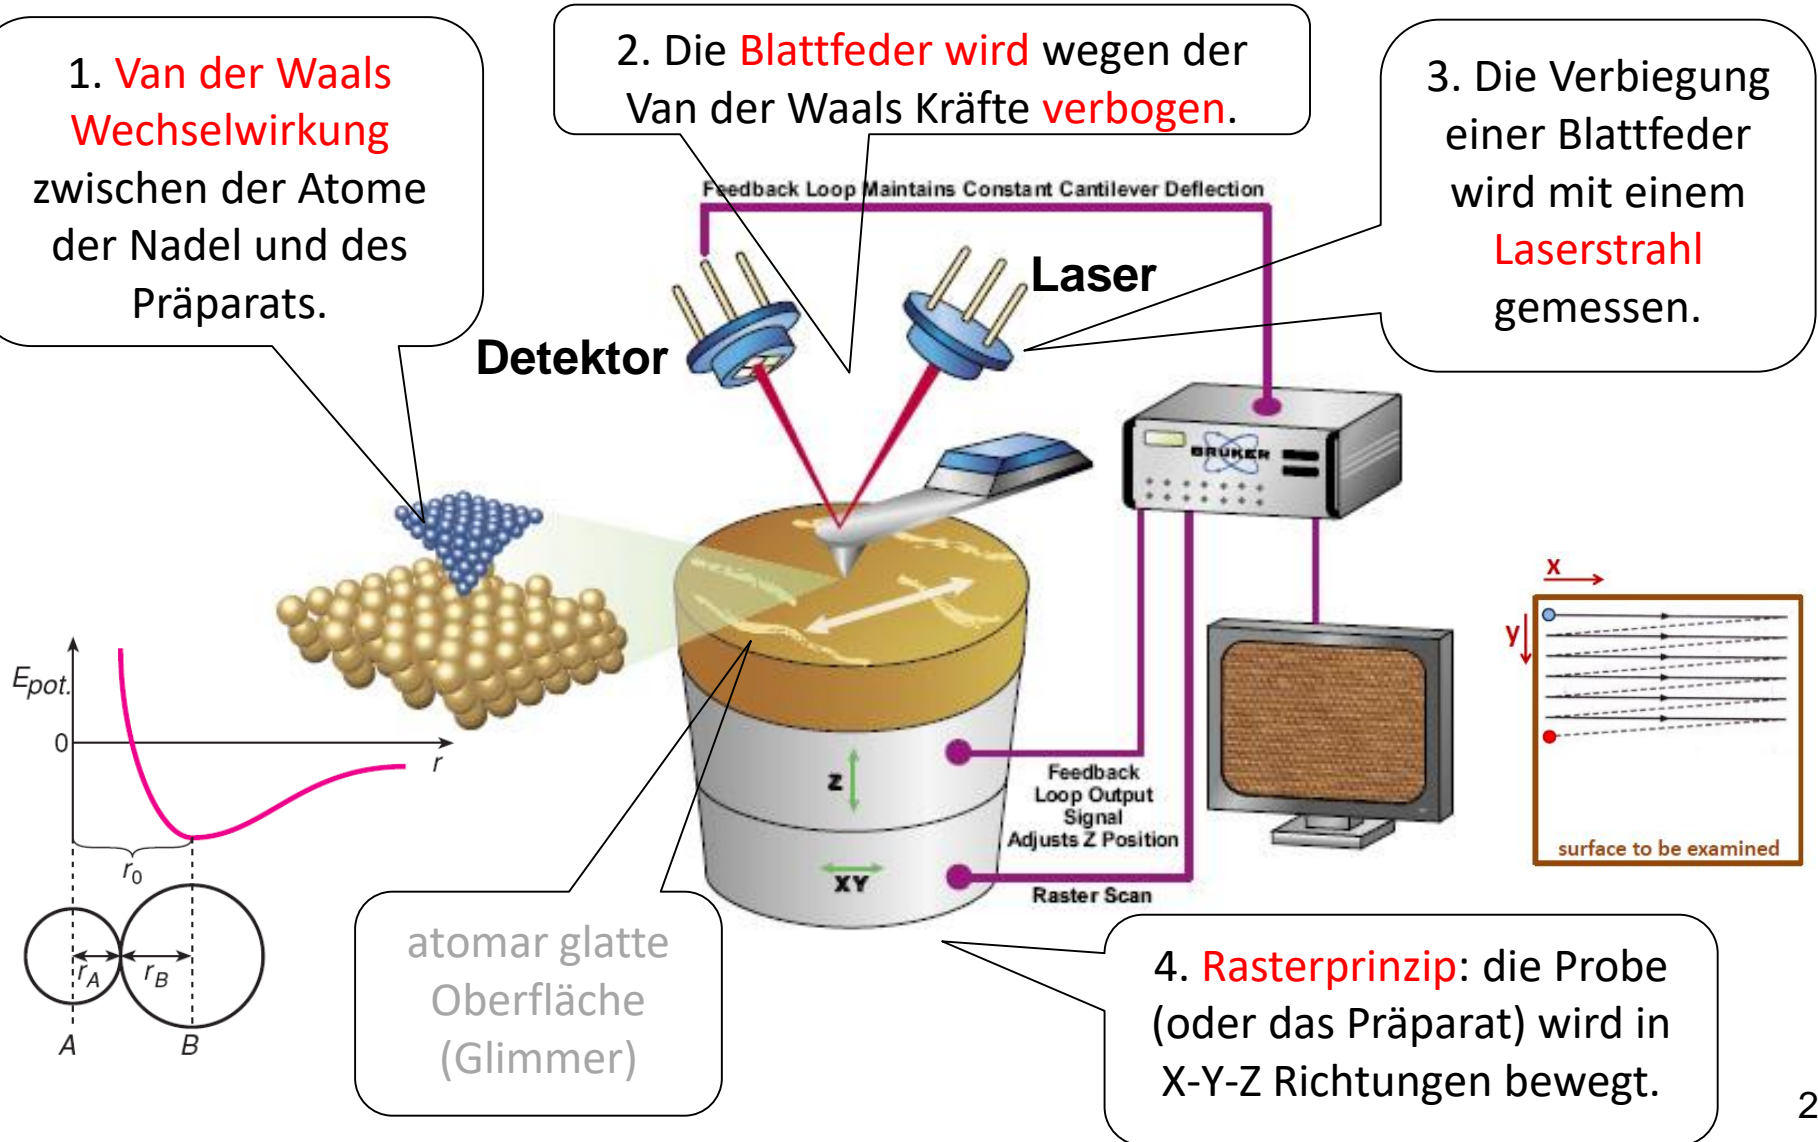 1. Van der Waals
Wechselwirkung
zwischen der Atome
der Nadel und des
Präparats.
2. Die Blattfeder wird wegen der
Van der Waals Kräfte verbogen.
3. Die Verbiegung
einer Blattfeder
wird mit einem
Laserstrahl
gemessen.
Feedback Loop Maintains Constant Cantilever Deflection
Laser
Detektor
BRUKER
x
y
surface to be examined
Epot.
0
r
r0
rA
rB
A
B
Z
XY
Feedback
Loop Output
Signal
Adjusts Z Position
Raster Scan
atomar glatte
Oberfläche
(Glimmer)
4. Rasterprinzip: die Probe
(oder das Präparat) wird in
X-Y-Z Richtungen bewegt.
2